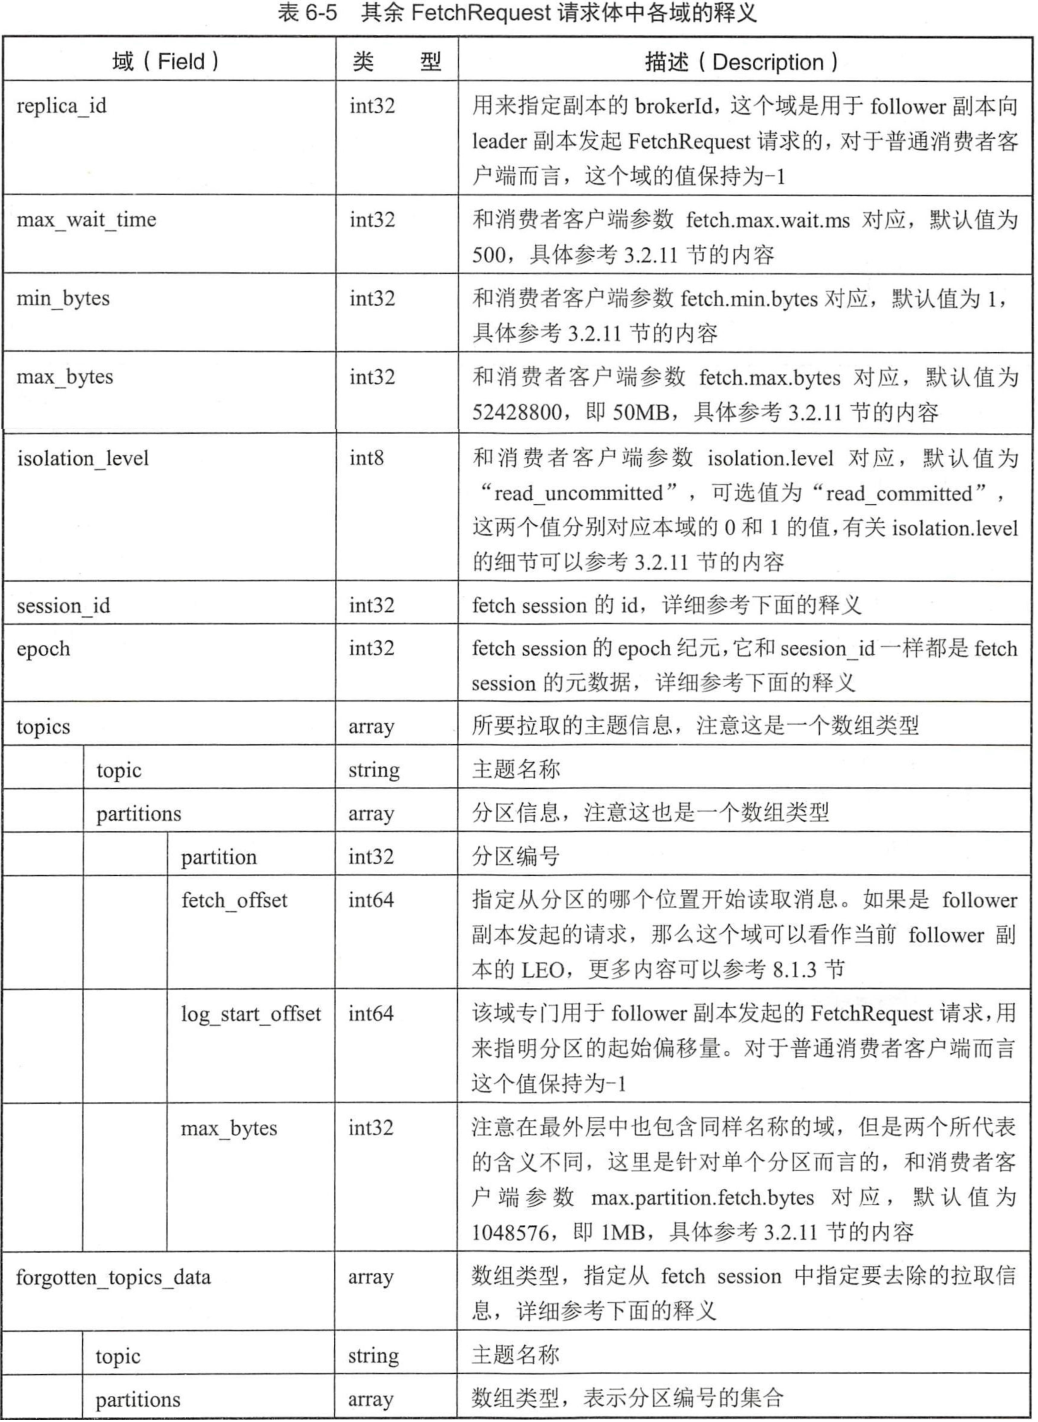 表 6-5 其余 FetchRequest 请求体中各域的释义
域（Field） 类 型 描述（Description）
replica_id int32 用来指定副本的 brokerId，这个域是用于 follower 副本向
leader 副本发起 FetchRequest 请求的，对于普通消费者客
户端而言，这个域的值保持为-1
max_wait_time int32 和消费者客户端参数 fetch.max.wait.ms 对应，默认值为
500，具体参考 3.2.11 节的内容
min_bytes int32 和消费者客户端参数 fetch.min.bytes 对应，默认值为 1，
具体参考 3.2.11 节的内容
max_bytes int32 和消费者客户端参数 fetch.max.bytes 对应，默认值为
52428800，即 50MB，具体参考 3.2.11 节的内容
isolation_level int8 和消费者客户端参数 isolation.level 对应，默认值为
“read_uncommitted”，可选值为“read_committed”，
这两个值分别对应本域的 0 和 1 的值，有关 isolation.level
的细节可以参考 3.2.11 节的内容
session_id int32 fetch session 的 id，详细参考下面的释义
epoch int32 fetch session 的 epoch 纪元，它和 seesion_id 一样都是 fetch
session 的元数据，详细参考下面的释义
topics array 所要拉取的主题信息，注意这是一个数组类型
topic string 主题名称
partitions array 分区信息，注意这也是一个数组类型
partition int32 分区编号
fetch_offset int64 指定从分区的哪个位置开始读取消息。如果是 follower
副本发起的请求，那么这个域可以看作当前 follower 副
本的 LEO，更多内容可以参考 8.1.3 节
log_start_offset int64 该域专门用于 follower 副本发起的 FetchRequest 请求，用
来指明分区的起始偏移量。对于普通消费者客户端而言
这个值保持为-1
max_bytes int32 注意在最外层中也包含同样名称的域，但是两个所代表
的含义不同，这里是针对单个分区而言的，和消费者客
户端参数 max.partition.fetch.bytes 对应，默认值为
1048576，即 1MB，具体参考 3.2.11 节的内容
forgotten_topics_data array 数组类型，指定从 fetch session 中指定要去除的拉取信
息，详细参考下面的释义
topic string 主题名称
partitions array 数组类型，表示分区编号的集合